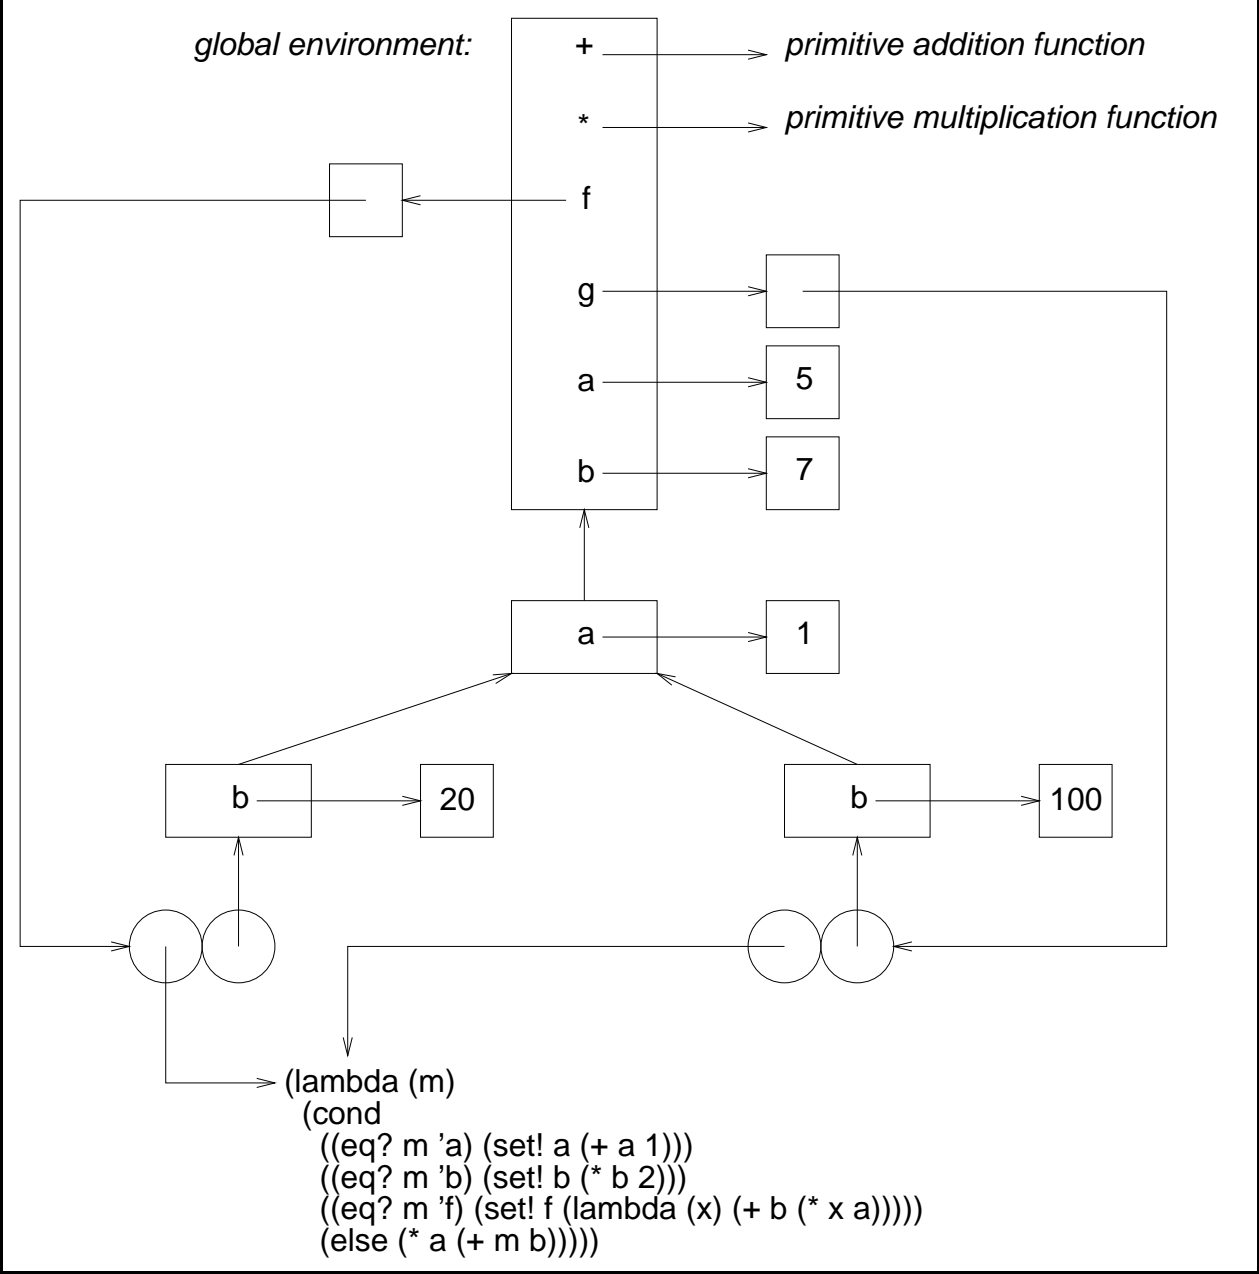 global environment: + primitive addition function
* primitive multiplication function
f
g
a 5
b 7
a 1
b 20 b 100
(lambda (m)
(cond
((eq? m ’a) (set! a (+ a 1)))
((eq? m ’b) (set! b (* b 2)))
((eq? m ’f) (set! f (lambda (x) (+ b (* x a)))))
(else (* a (+ m b)))))